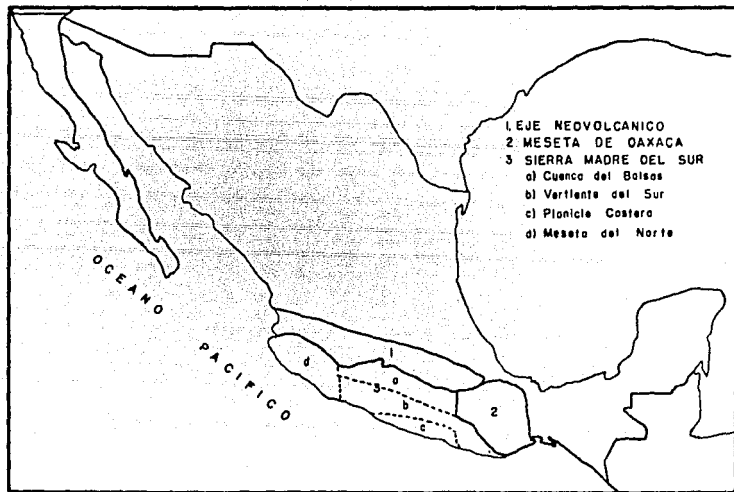 1. EJE NEOVOLCANICO
2 MESETA DE OAXACA
3 SIERRA MADRE DEL SUR
a) Cuenca del Balsas
b) Vertiente del Sur
c) Planicie Costera
d) Meseta del Norte
OCEANO PACIFICO
1
d
a
3
b
2
c